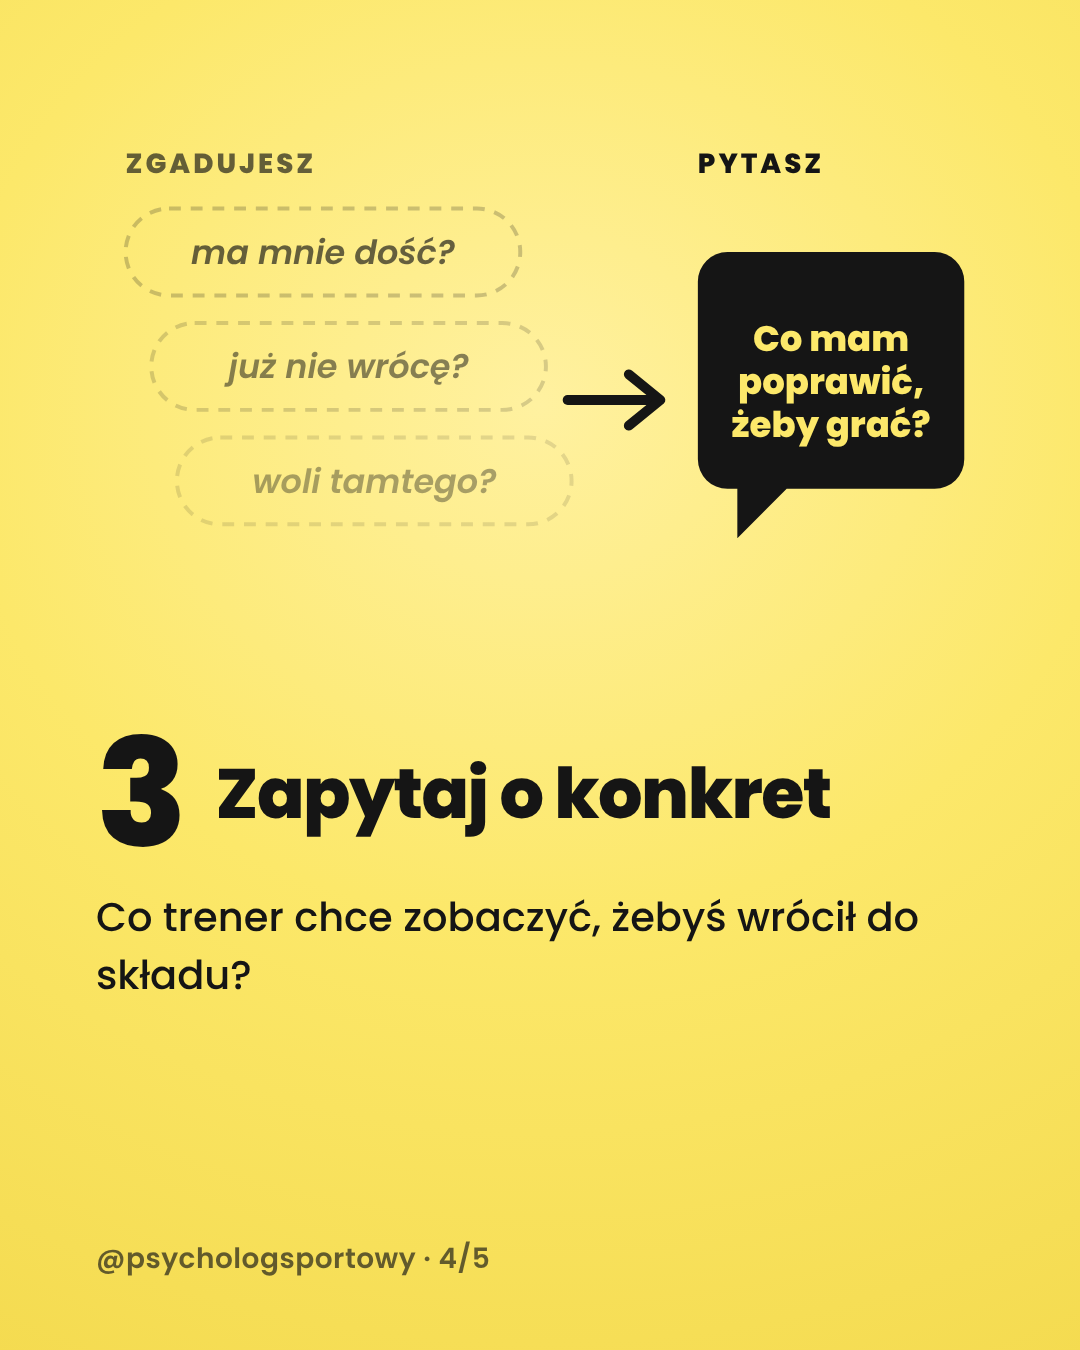 ZGADUJESZ
ma mnie dość?
już nie wrócę?
woli tamtego?
PYTASZ
Co mam
poprawić,
żeby grać?
3 Zapytaj o konkret
Co trener chce zobaczyć, żebyś wrócił do
składu?
@psychologsportowy · 4/5